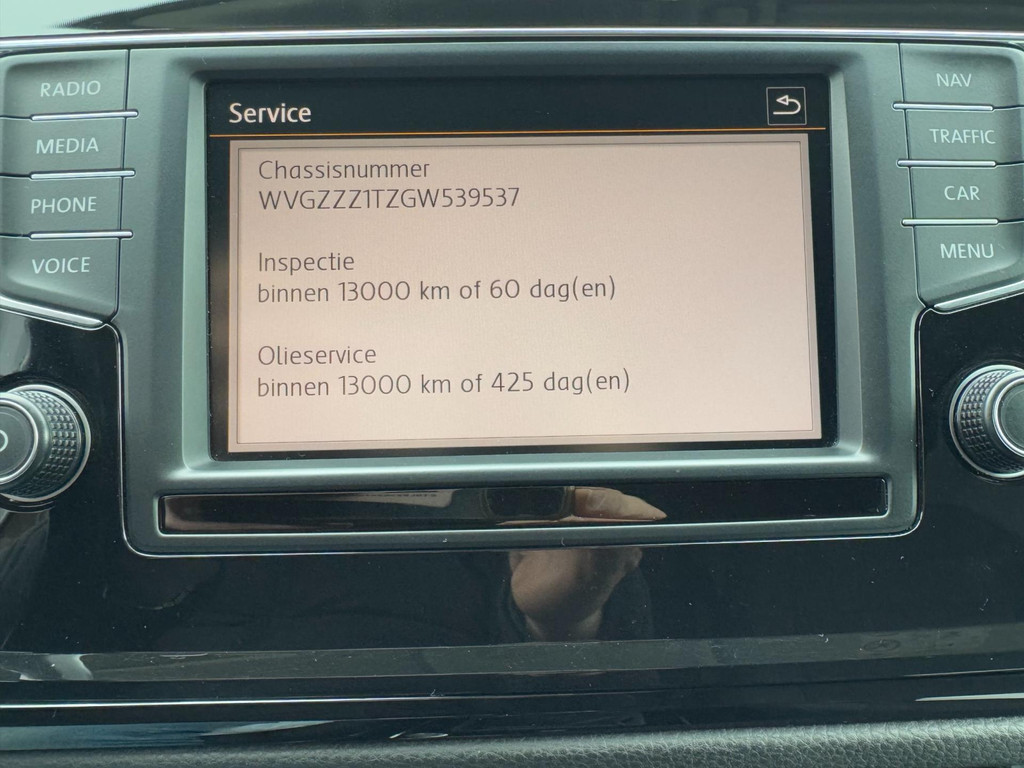 RADIO
MEDIA
PHONE
VOICE
Service
Chassisnummer
WVGZZZ1TZGW539537
Inspectie
binnen 13000 km of 60 dag(en)
Olieservice
binnen 13000 km of 425 dag(en)
NAV
TRAFFIC
CAR
MENU